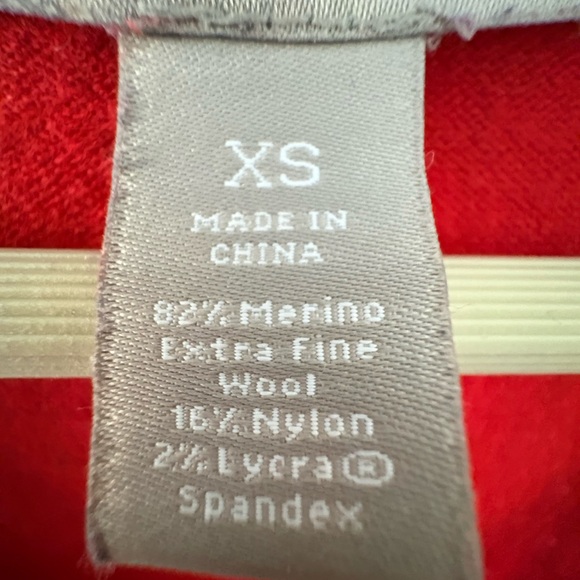 XS
MADE IN
CHINA
82% Merino
Extra Fine
Wool
16% Nylon
2% Lycra®
Spandex